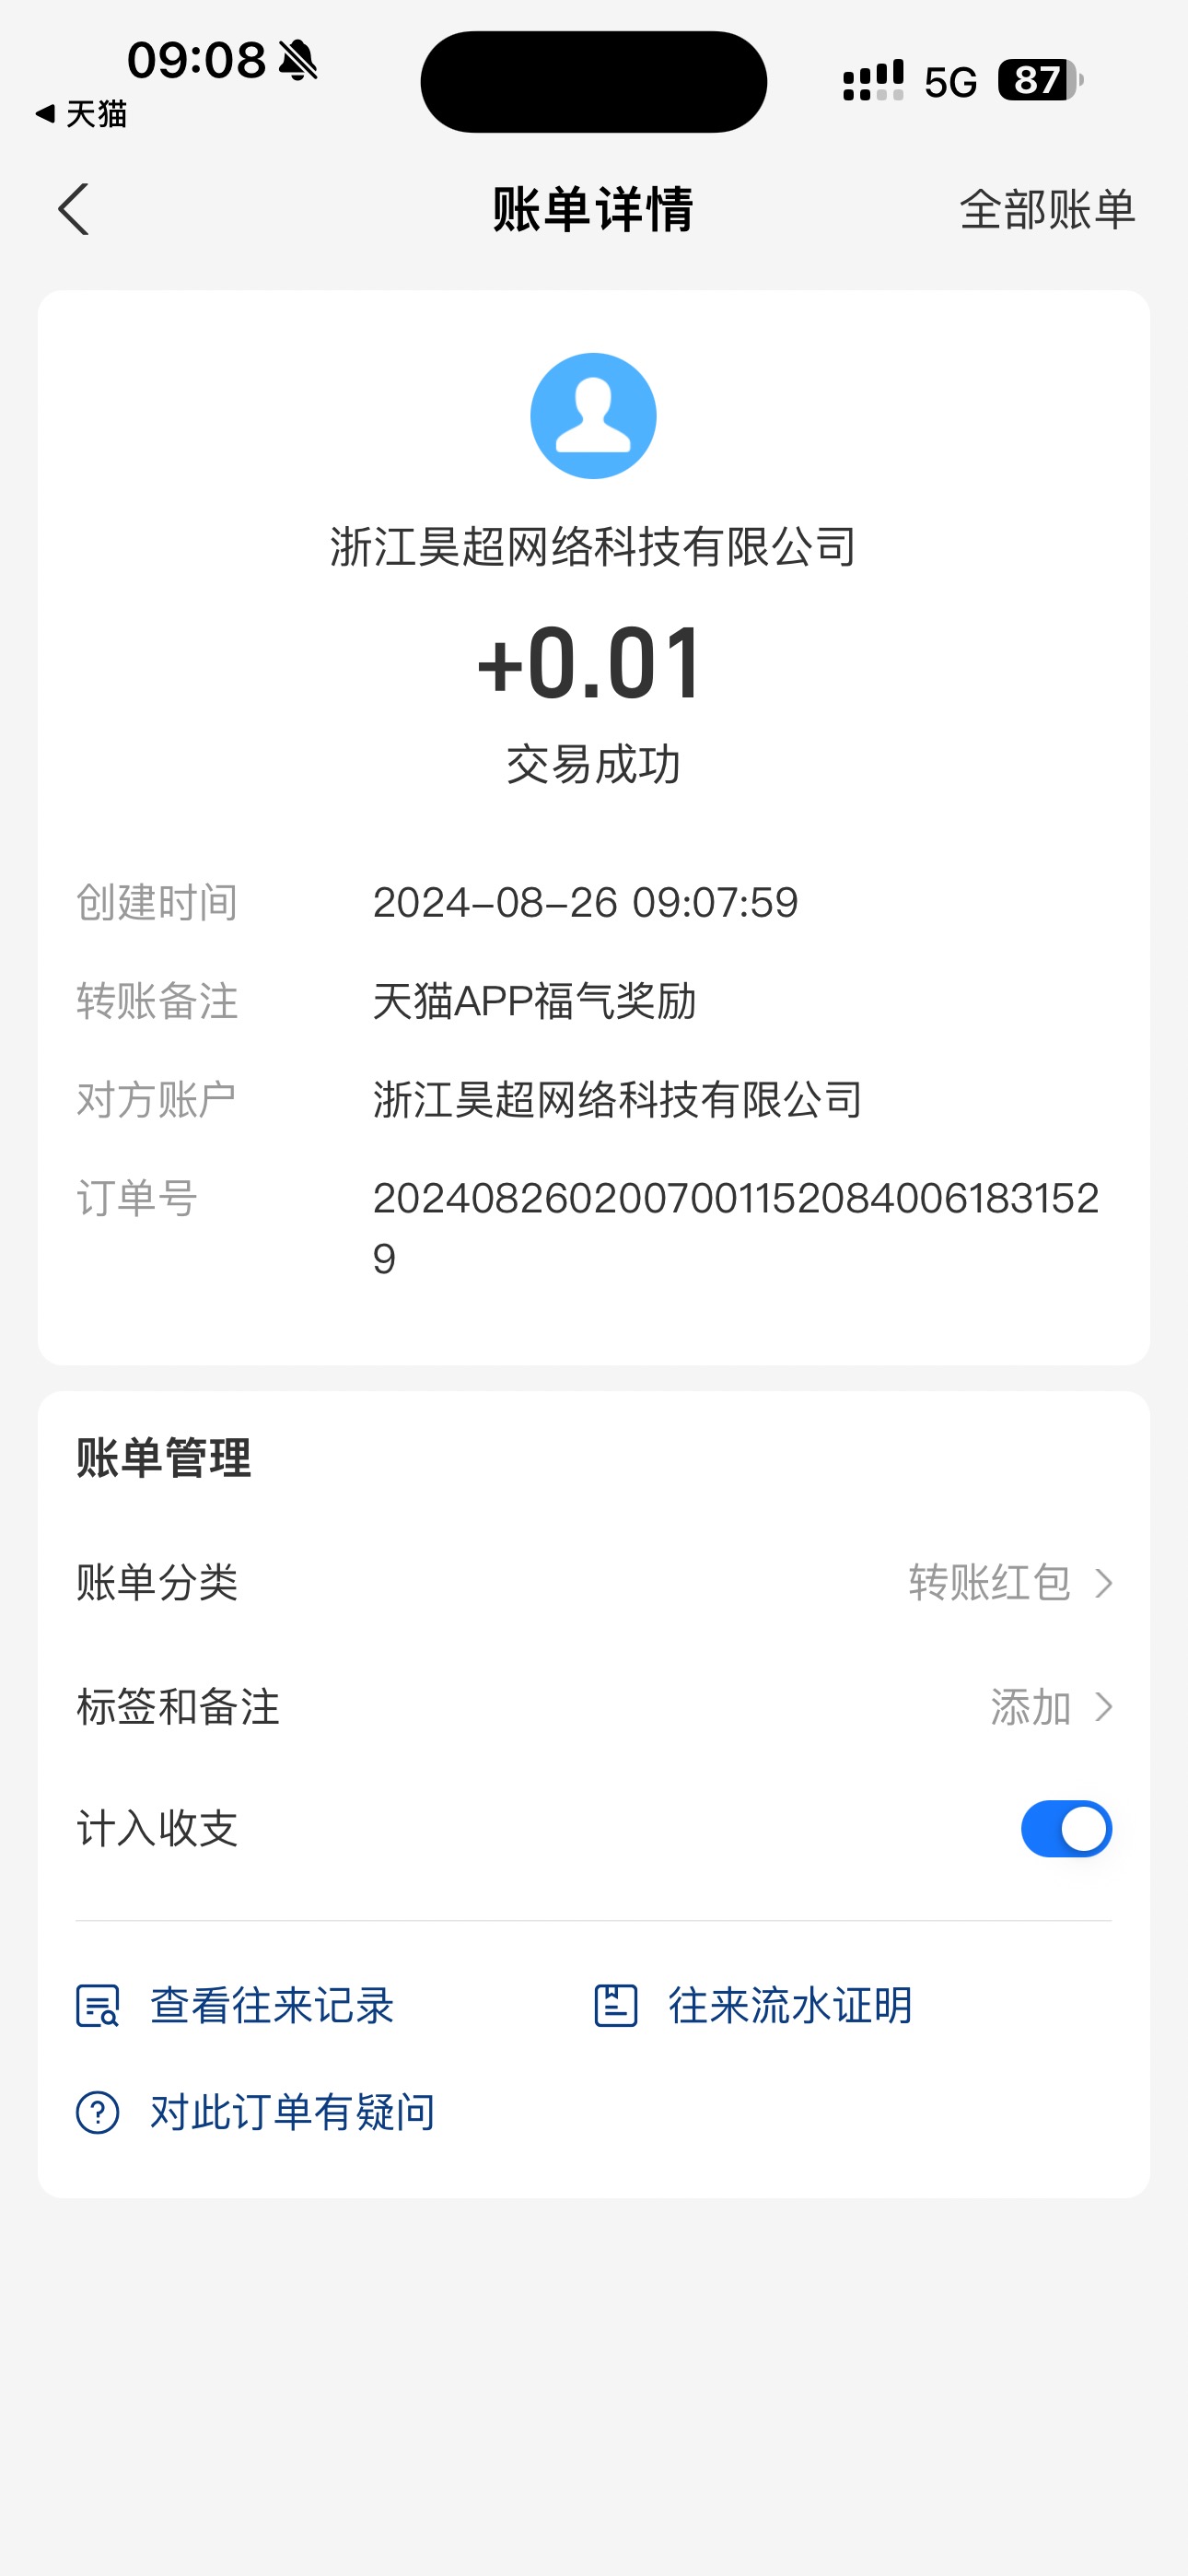 09:08
5G 87
天猫
账单详情
全部账单
浙江昊超网络科技有限公司
+0.01
交易成功
创建时间 2024-08-26 09:07:59
转账备注 天猫APP福气奖励
对方账户 浙江昊超网络科技有限公司
订单号 2024082602007001152084006183152
9
账单管理
账单分类 转账红包
标签和备注 添加
计入收支
查看往来记录 往来流水证明
对此订单有疑问